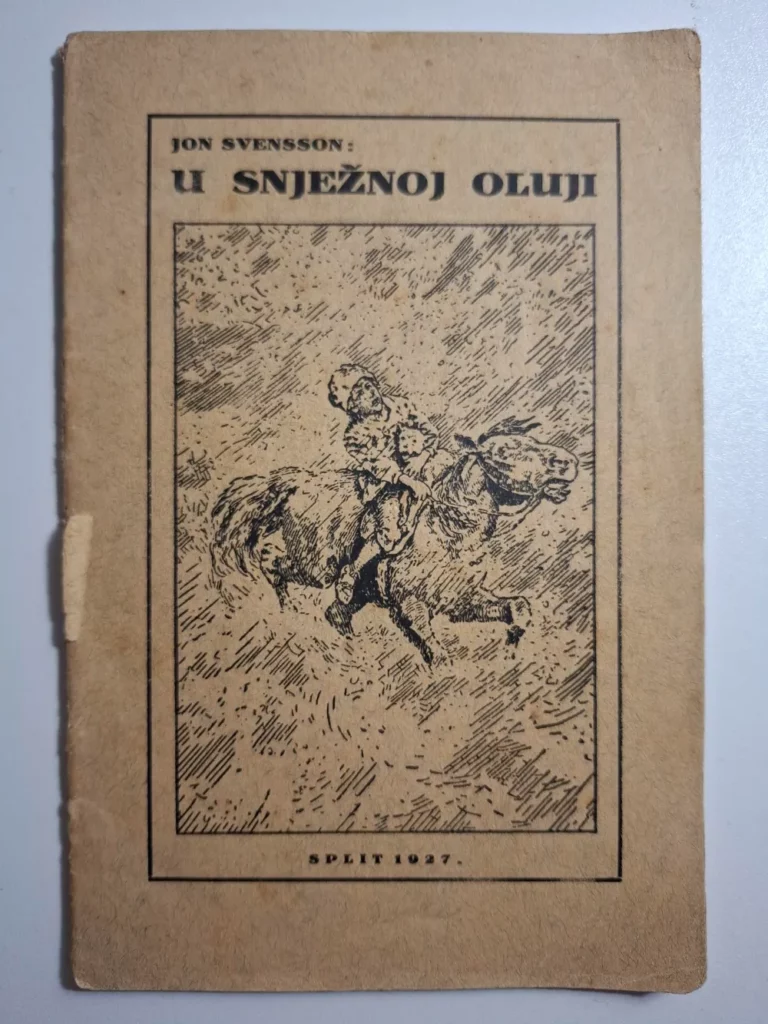 JON SVENSSON:
U SNJEŽNOJ OLUJI
SPLIT 1927.